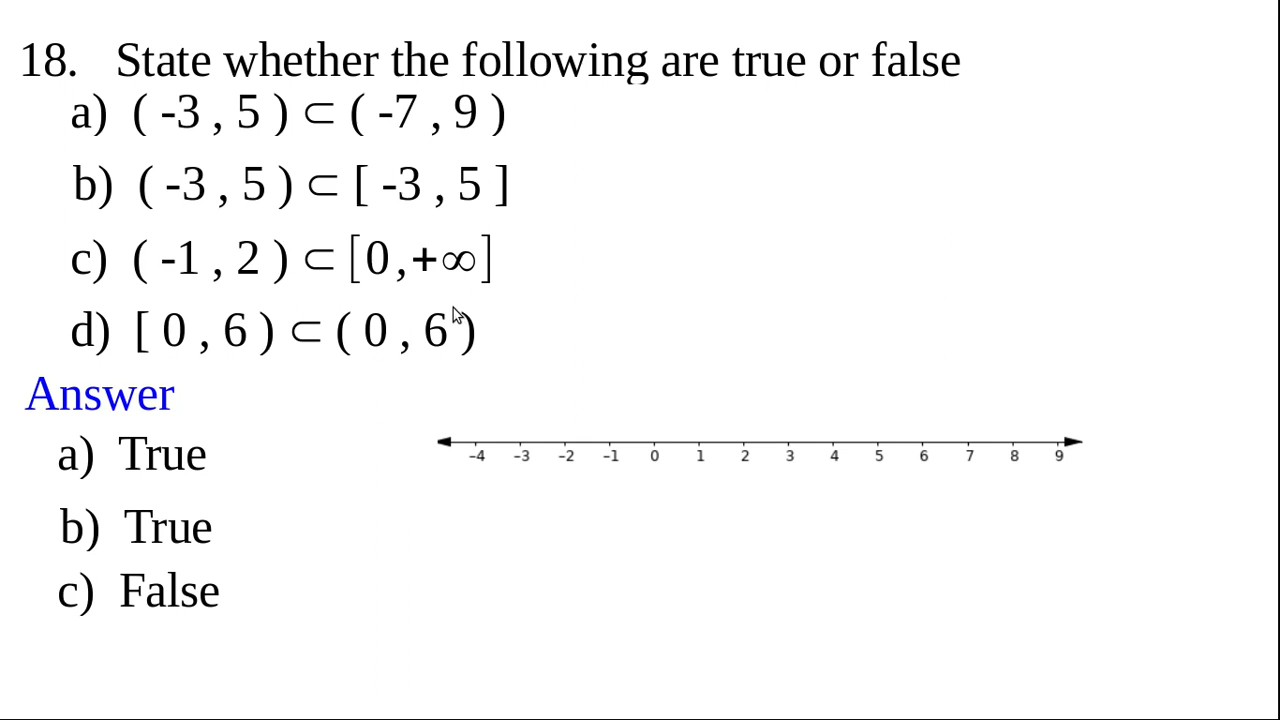 18. State whether the following are true or false
a) ( -3 , 5 ) ⊂ ( -7 , 9 )
b) ( -3 , 5 ) ⊂ [ -3 , 5 ]
c) ( -1 , 2 ) ⊂ [0,+∞]
d) [ 0 , 6 ) ⊂ ( 0 , 6 )
Answer
a) True
−4 −3 −2 −1 0 1 2 3 4 5 6 7 8 9
b) True
c) False